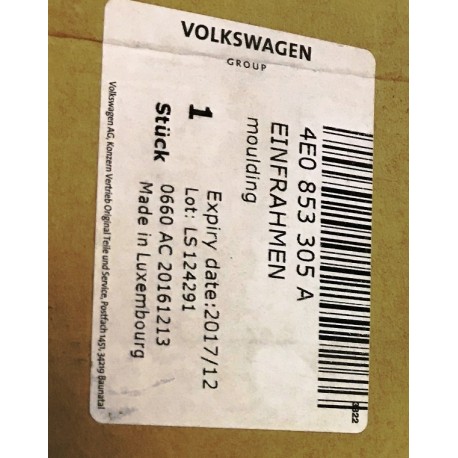 VOLKSWAGEN
GROUP
4E0 853 305 A
EINFRAHMEN
moulding
Expiry date:2017/12
1 Lot: LS124291
Stück 0660 AC 20161213
Made in Luxembourg
Volkswagen AG, Konzern Vertrieb Original Teile und Service, Postfach 1451, 34219 Baunatal
3822